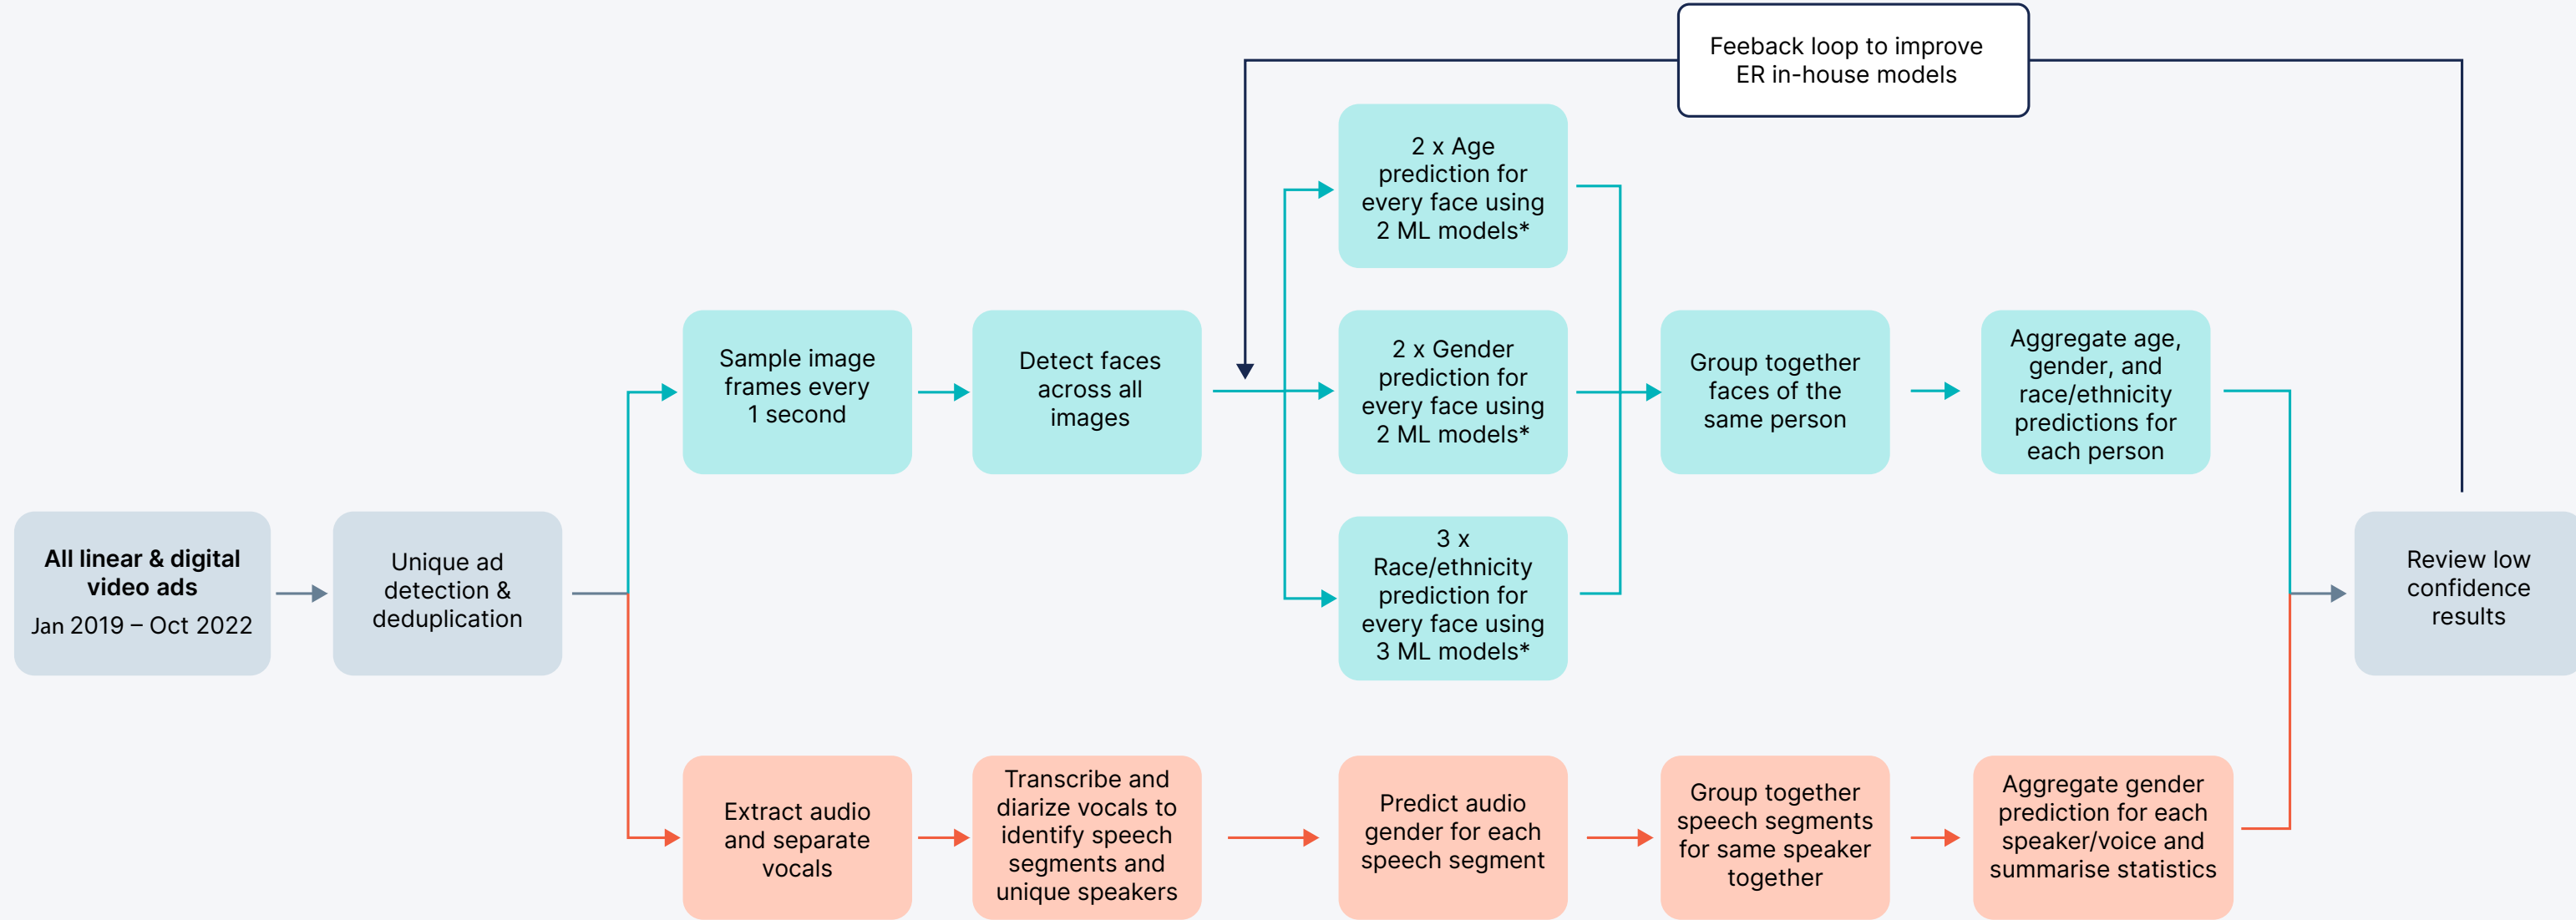 Feeback loop to improve
ER in-house models
2 x Age
prediction for
every face using
2 ML models*
Sample image
frames every
1 second
Detect faces
across all
images
2 x Gender
prediction for
every face using
2 ML models*
Group together
faces of the
same person
Aggregate age,
gender, and
race/ethnicity
predictions for
each person
All linear & digital
video ads
Jan 2019 – Oct 2022
Unique ad
detection &
deduplication
3 x
Race/ethnicity
prediction for
every face using
3 ML models*
Review low
confidence
results
Extract audio
and separate
vocals
Transcribe and
diarize vocals to
identify speech
segments and
unique speakers
Predict audio
gender for each
speech segment
Group together
speech segments
for same speaker
together
Aggregate gender
prediction for each
speaker/voice and
summarise statistics